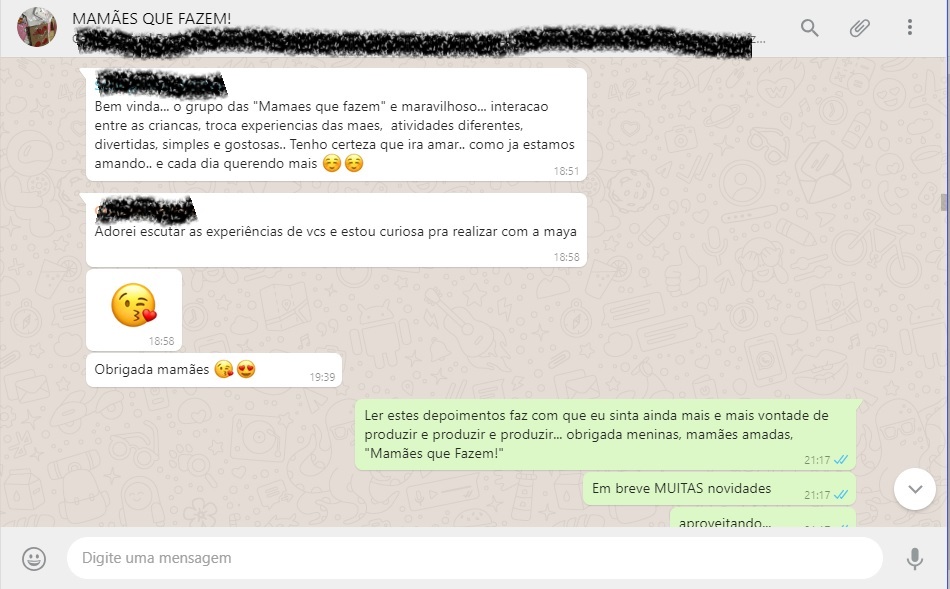 MAMÃES QUE FAZEM!
Bem vinda... o grupo das "Mamaes que fazem" e maravilhoso... interacao
entre as criancas, troca experiencias das maes, atividades diferentes,
divertidas, simples e gostosas.. Tenho certeza que ira amar.. como ja estamos
amando.. e cada dia querendo mais ☺️☺️
18:51
Adorei escutar as experiências de vcs e estou curiosa pra realizar com a maya
18:58
😘
18:58
Obrigada mamães 😘😍
19:39
Ler estes depoimentos faz com que eu sinta ainda mais e mais vontade de
produzir e produzir e produzir... obrigada meninas, mamães amadas,
"Mamães que Fazem!"
21:17
Em breve MUITAS novidades
21:17
aproveitando...
Digite uma mensagem